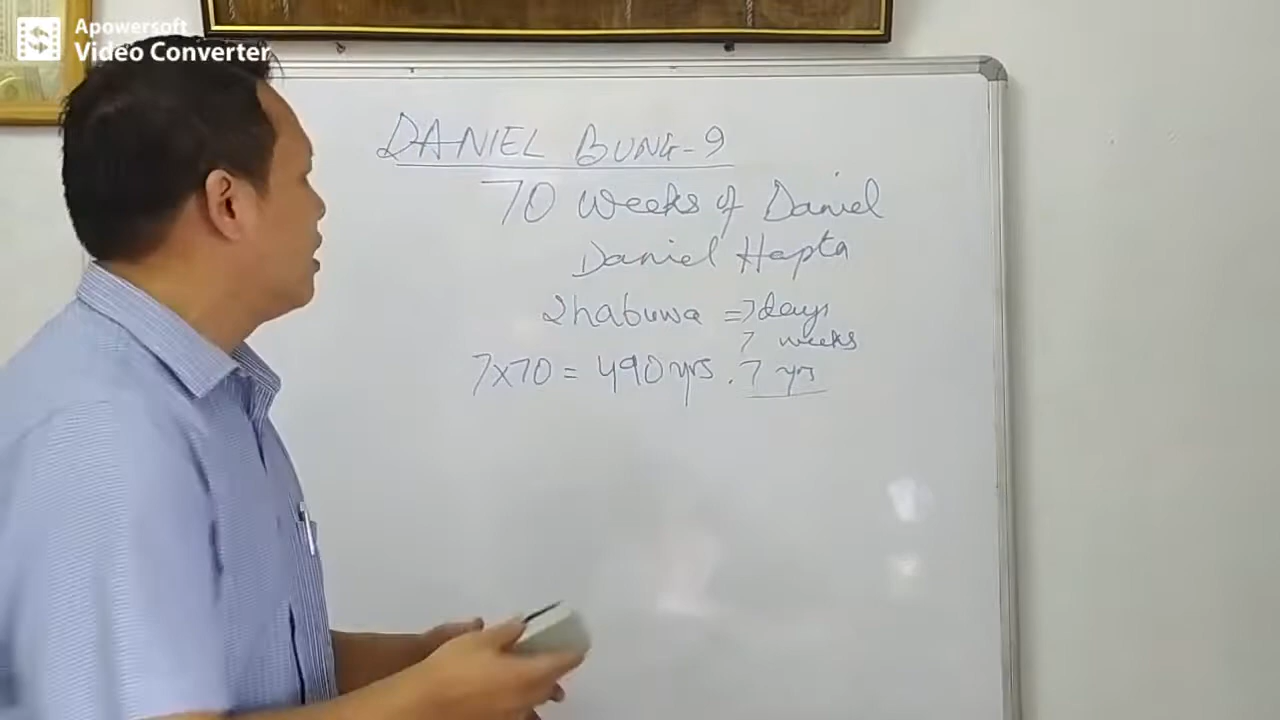 Apowersoft
Video Converter
DANIEL BUNG-9
70 Weeks of Daniel
Daniel Hapta
Shabuwa = 7 days
7 weeks
7x70 = 490 yrs. 7 yrs